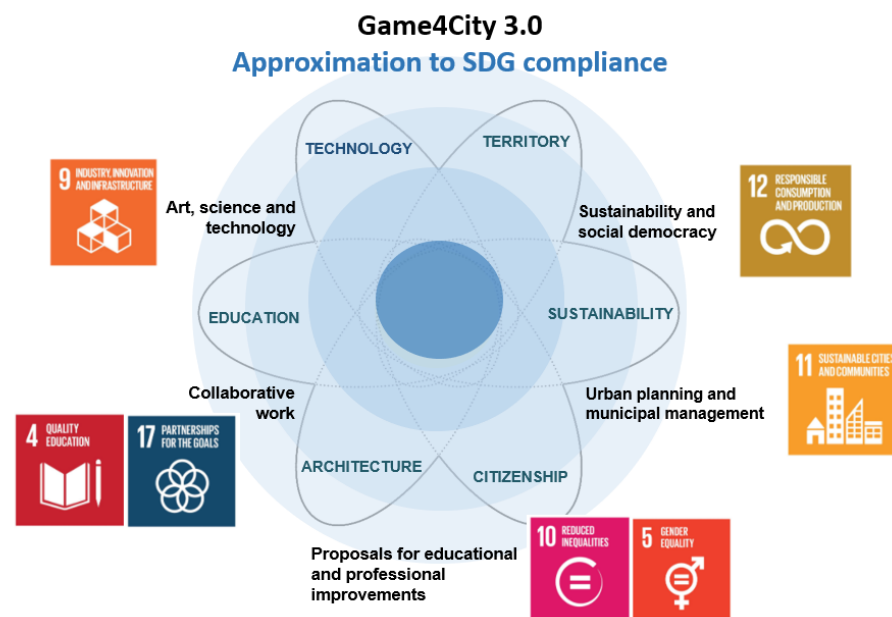 Game4City 3.0
Approximation to SDG compliance
TECHNOLOGY
TERRITORY
9 INDUSTRY, INNOVATION
AND INFRASTRUCTURE
Art, science and
technology
Sustainability and
social democracy
12 RESPONSIBLE
CONSUMPTION
AND PRODUCTION
EDUCATION
SUSTAINABILITY
11 SUSTAINABLE CITIES
AND COMMUNITIES
Collaborative
work
Urban planning and
municipal management
4 QUALITY
EDUCATION
17 PARTNERSHIPS
FOR THE GOALS
ARCHITECTURE
CITIZENSHIP
Proposals for educational
and professional
improvements
10 REDUCED
INEQUALITIES
5 GENDER
EQUALITY